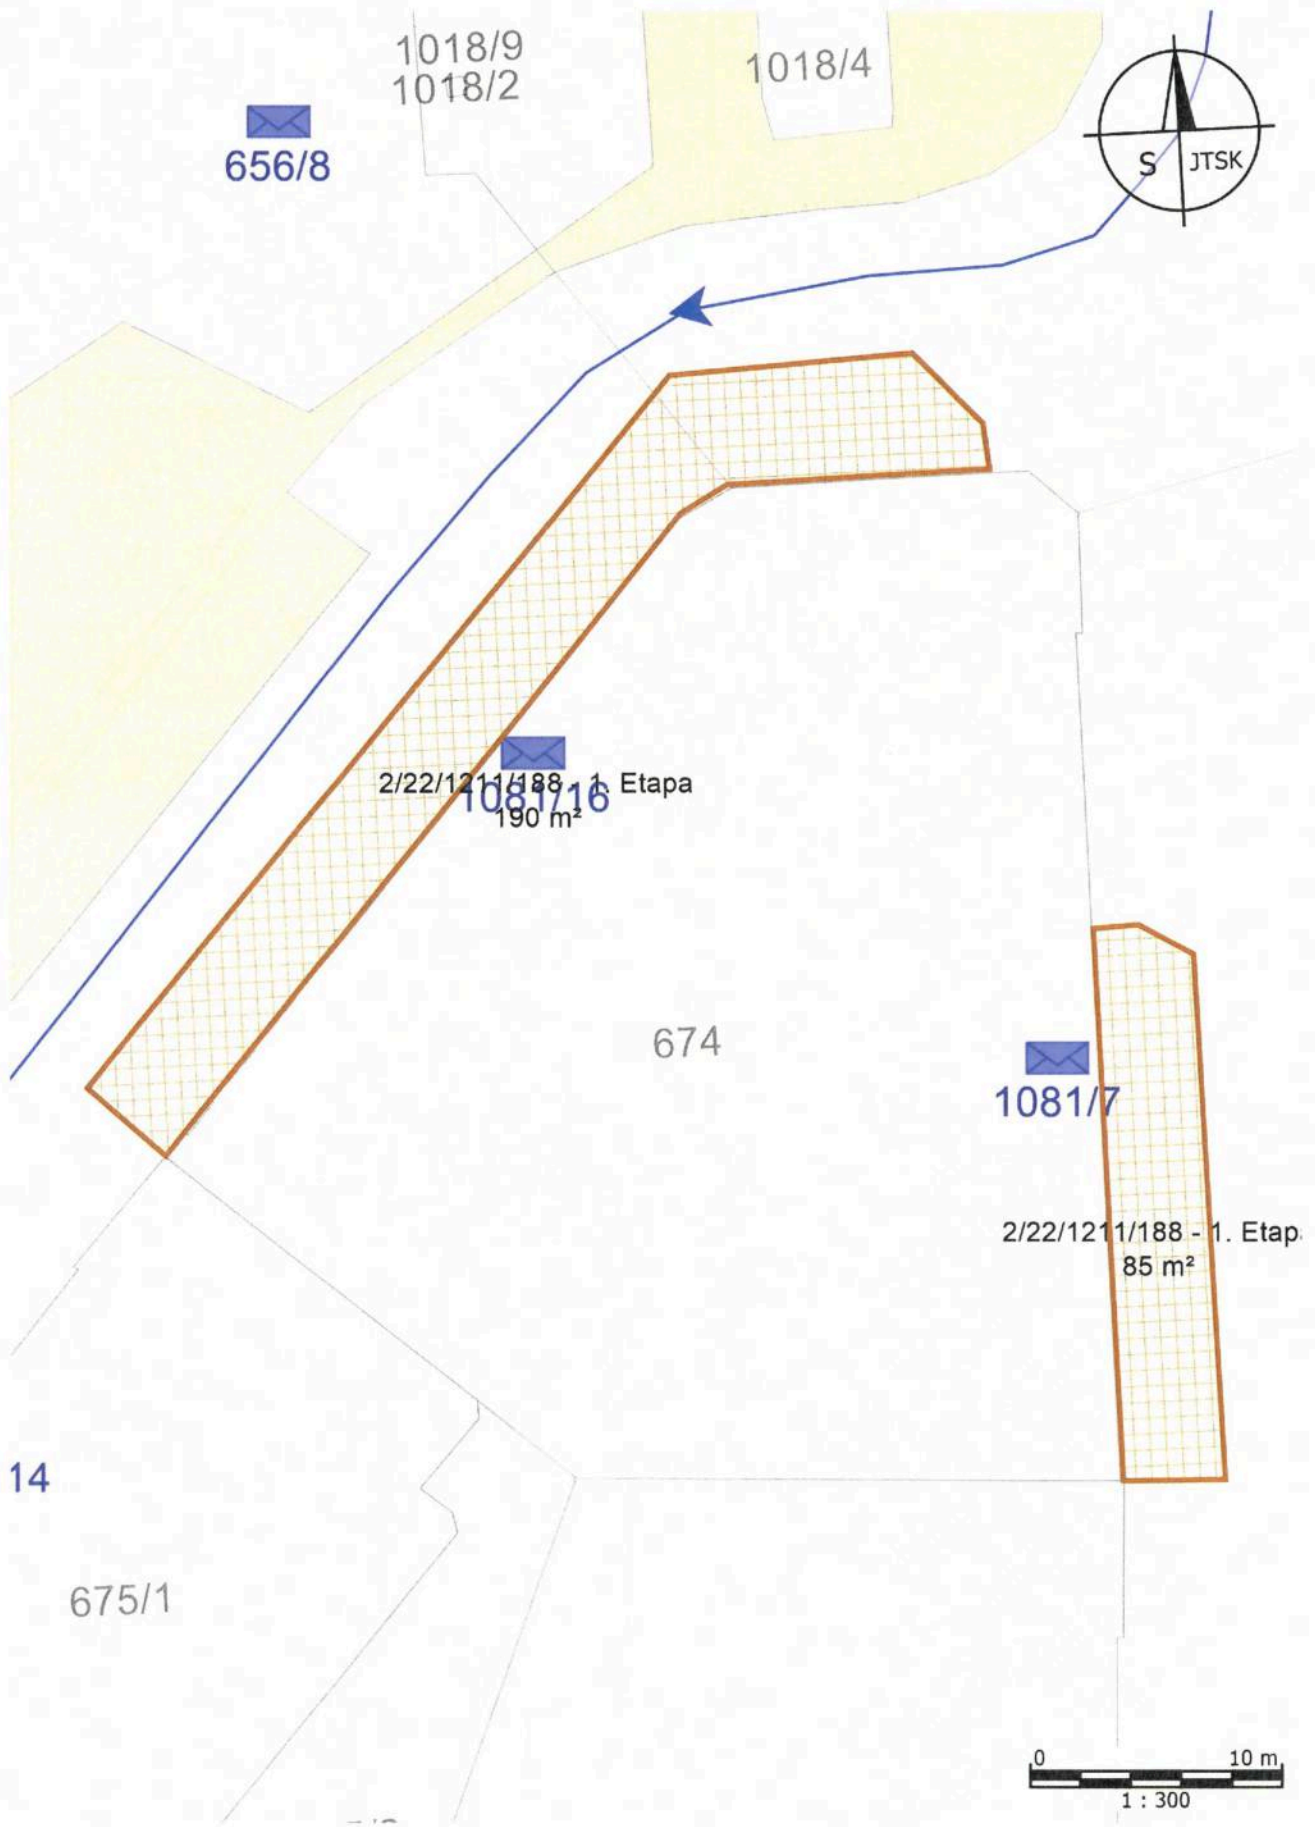 1018/9
1018/2
1018/4
656/8
S JTSK
2/22/1211/188 - 1. Etapa
1081/16
190 m²
674
1081/7
2/22/1211/188 - 1. Etap
85 m²
14
675/1
0 10 m
1 : 300